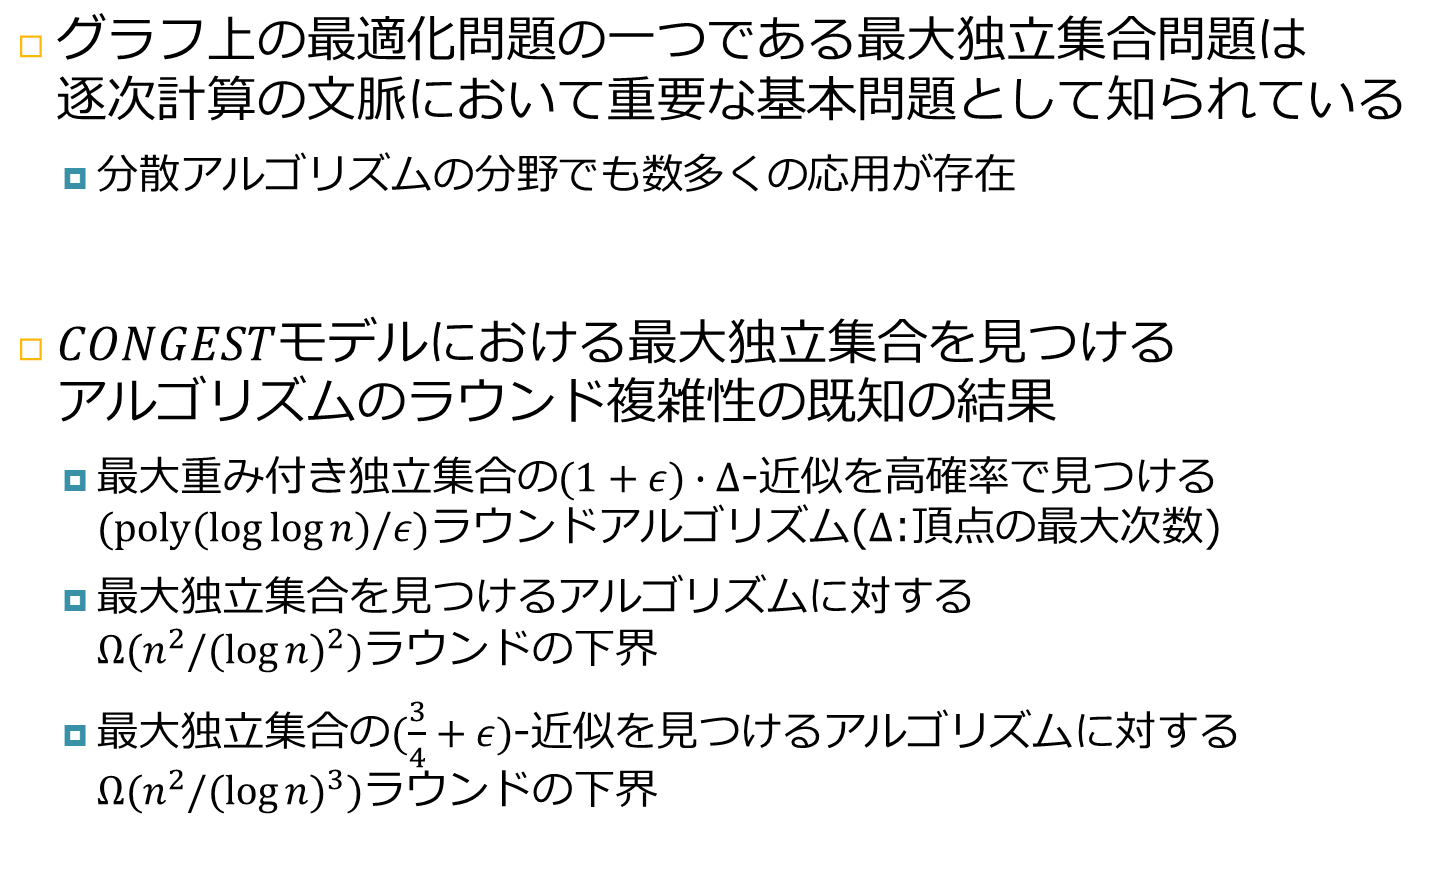 グラフ上の最適化問題の一つである最大独立集合問題は
逐次計算の文脈において重要な基本問題として知られている
分散アルゴリズムの分野でも数多くの応用が存在
CONGESTモデルにおける最大独立集合を見つける
アルゴリズムのラウンド複雑性の既知の結果
最大重み付き独立集合の(1 + ϵ) · Δ-近似を高確率で見つける
(poly(log log n)/ϵ)ラウンドアルゴリズム(Δ:頂点の最大次数)
最大独立集合を見つけるアルゴリズムに対する
Ω(n²/(log n)²)ラウンドの下界
最大独立集合の(3/4 + ϵ)-近似を見つけるアルゴリズムに対する
Ω(n²/(log n)³)ラウンドの下界